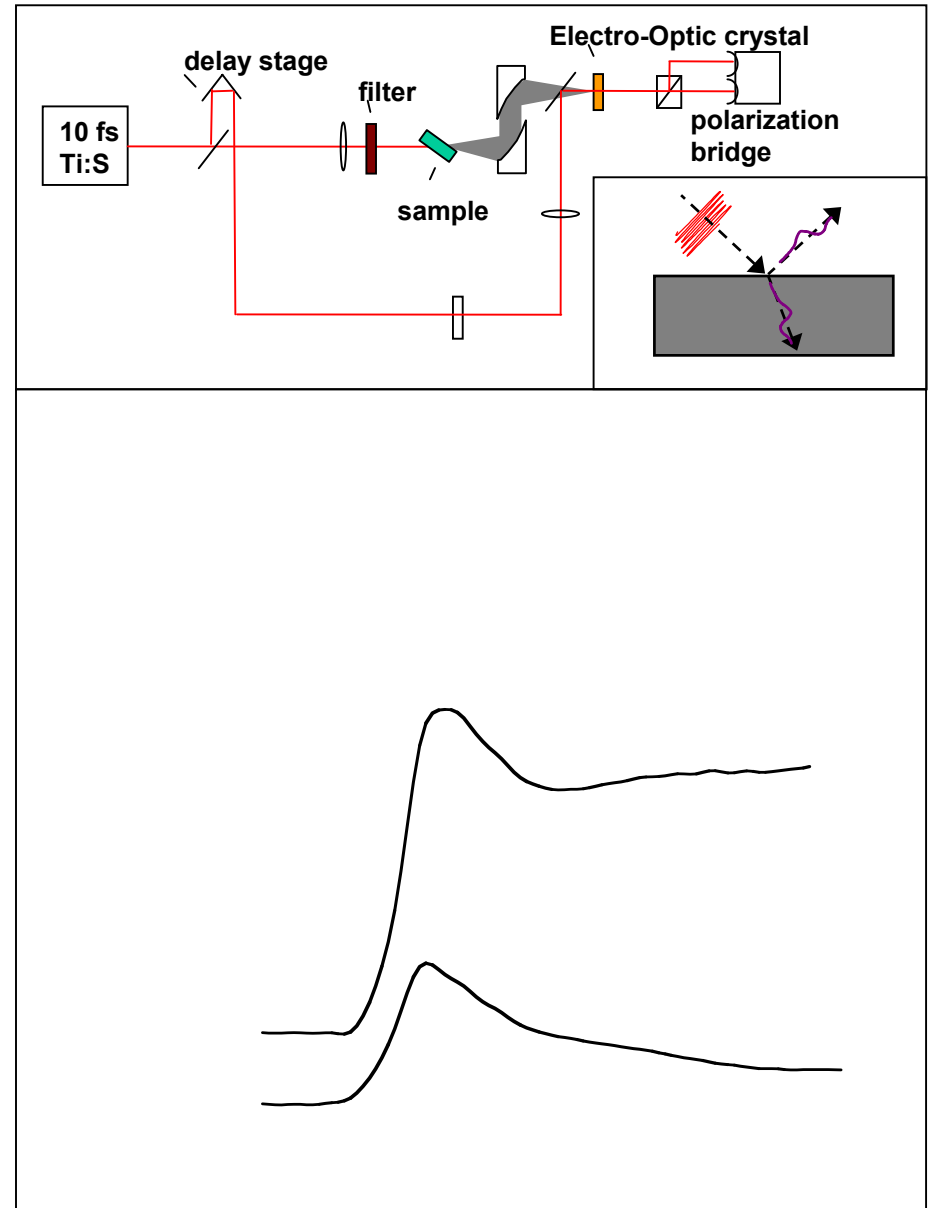 Electro-Optic crystal
delay stage
filter
10 fs
Ti:S
polarization
bridge
sample